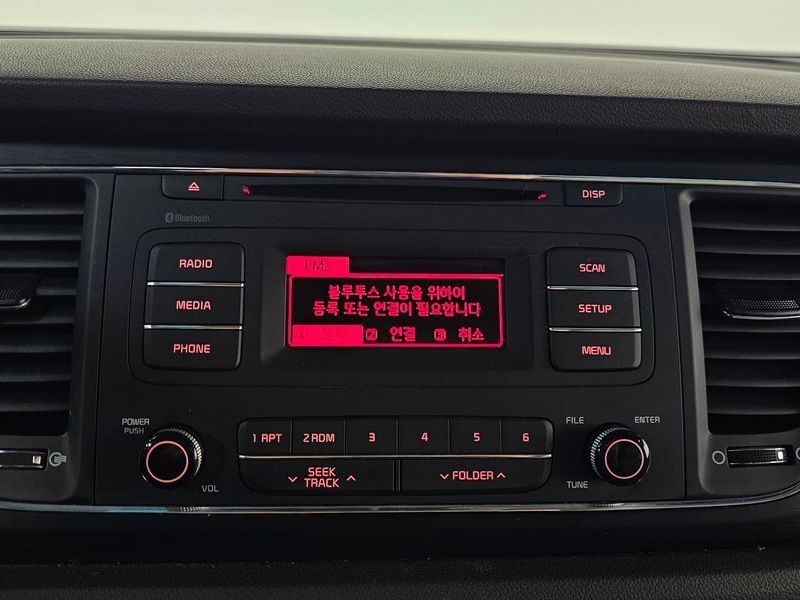 DISP
Bluetooth
RADIO
MEDIA
PHONE
블루투스 사용을 위하여
등록 또는 연결이 필요합니다
등록 2 연결 3 취소
SCAN
SETUP
MENU
POWER
PUSH
VOL
1 RPT
2 RDM
3
4
5
6
SEEK
TRACK
FOLDER
FILE
ENTER
TUNE